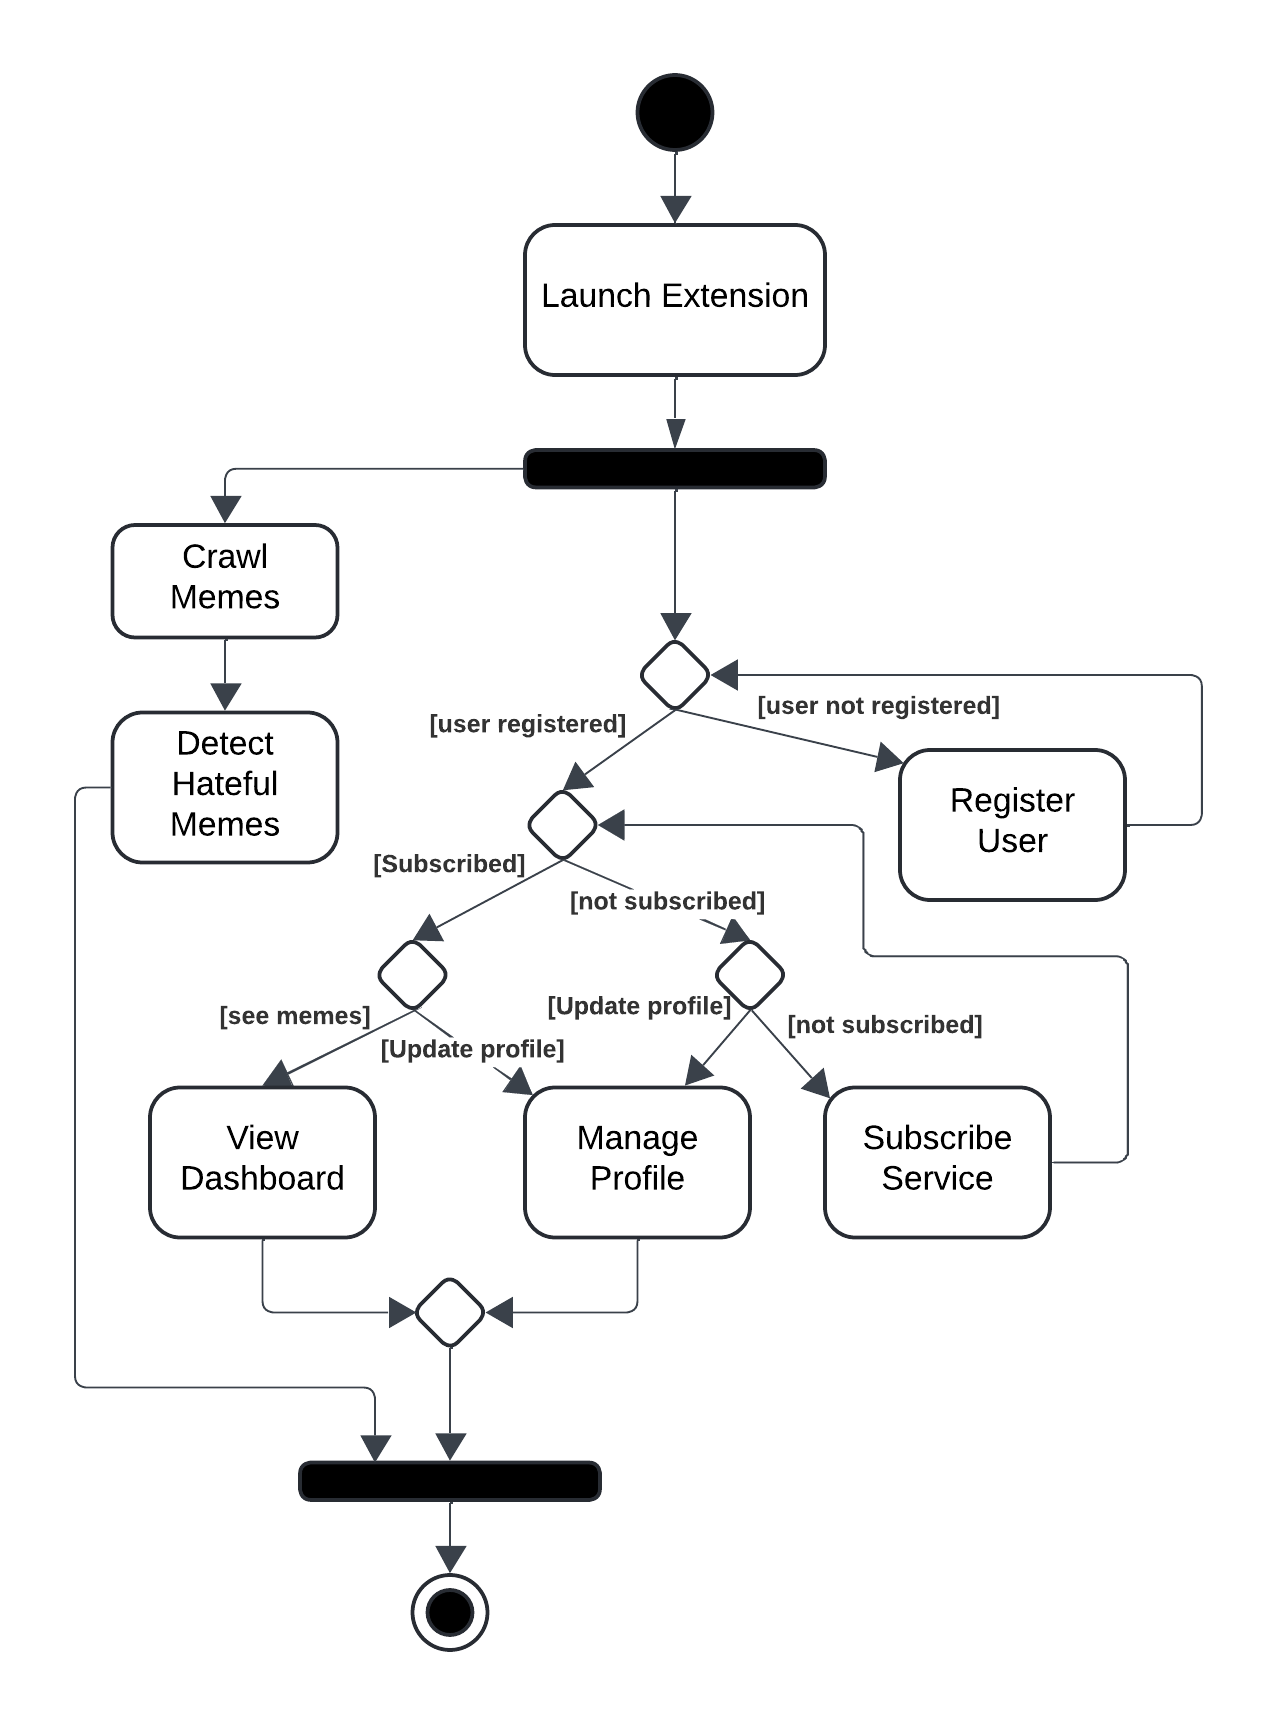 Launch Extension
Crawl
Memes
Detect
Hateful
Memes
[user registered]
[user not registered]
Register
User
[Subscribed]
[not subscribed]
[see memes]
[Update profile]
[Update profile]
[not subscribed]
View
Dashboard
Manage
Profile
Subscribe
Service